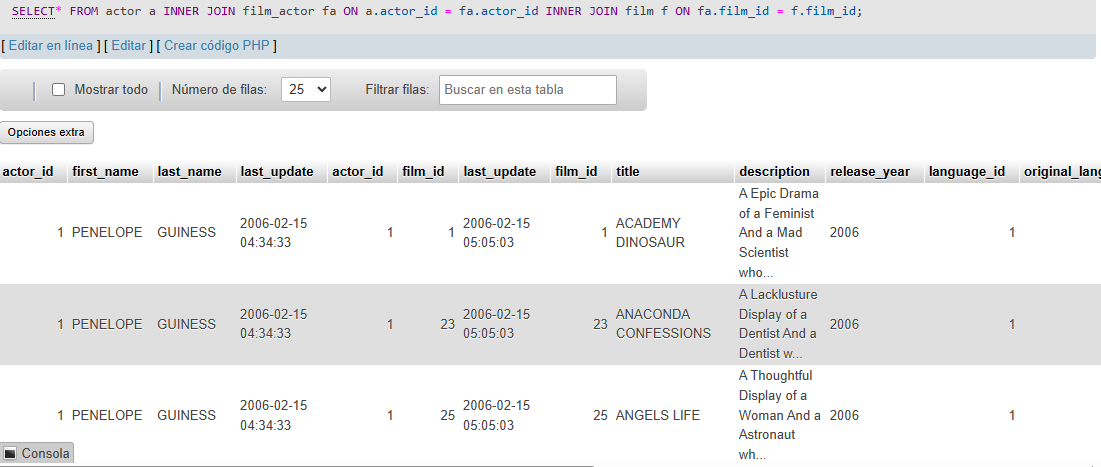 SELECT* FROM actor a INNER JOIN film_actor fa ON a.actor_id = fa.actor_id INNER JOIN film f ON fa.film_id = f.film_id;
[ Editar en línea ] [ Editar ] [ Crear código PHP ]
Mostrar todo Número de filas: 25 Filtrar filas: Buscar en esta tabla
Opciones extra
actor_id first_name last_name last_update actor_id film_id last_update film_id title description release_year language_id original_lang
1 PENELOPE GUINESS 2006-02-15 04:34:33 1 1 2006-02-15 05:05:03 1 ACADEMY DINOSAUR A Epic Drama of a Feminist And a Mad Scientist who... 2006 1
1 PENELOPE GUINESS 2006-02-15 04:34:33 1 23 2006-02-15 05:05:03 23 ANACONDA CONFESSIONS A Lacklusture Display of a Dentist And a Dentist w... 2006 1
1 PENELOPE GUINESS 2006-02-15 04:34:33 1 25 2006-02-15 05:05:03 25 ANGELS LIFE A Thoughtful Display of a Woman And a Astronaut wh... 2006 1
Consola